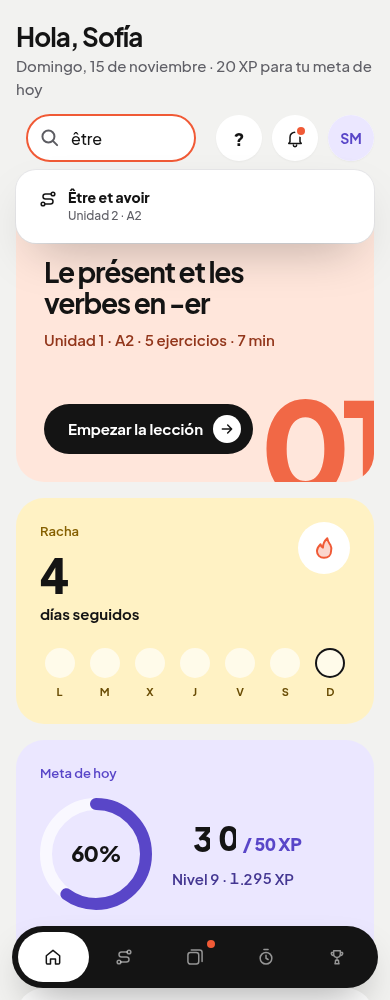 Hola, Sofía
Domingo, 15 de noviembre · 20 XP para tu meta de
hoy
être
?
SM
Être et avoir
Unidad 2 · A2
Le présent et les
verbes en -er
Unidad 1 · A2 · 5 ejercicios · 7 min
Empezar la lección
01
Racha
4
días seguidos
L M X J V S D
Meta de hoy
60%
30 / 50 XP
Nivel 9 · 1.295 XP